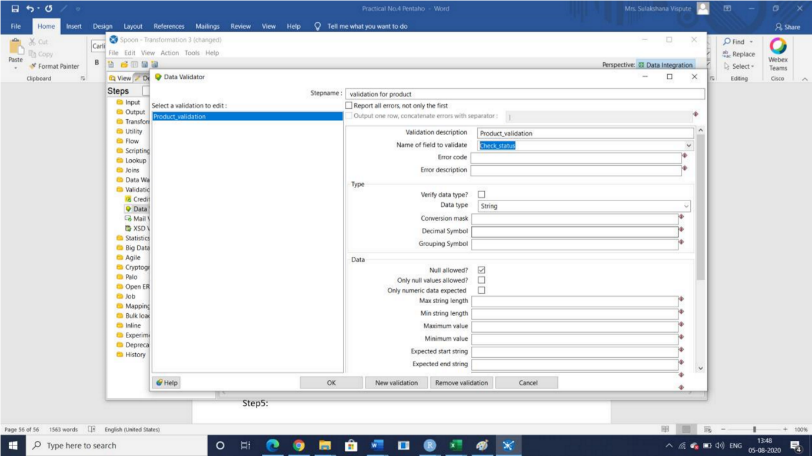 Practical No.4 Pentaho - Word
Mrs. Sulakshana Vispute
File Home Insert Design Layout References Mailings Review View Help Tell me what you want to do
Share
Paste
Cut
Copy
Format Painter
Clipboard
B
Find
Replace
Select
Editing
Webex Teams
Cisco
Spoon - Transformation 1 (changed)
File Edit View Action Tools Help
Perspective: Data Integration
View
Steps
Input
Output
Transfor
Utility
Flow
Scripting
Lookup
Joins
Data Wa
Validatio
Credi
Data
Mail V
XSD V
Statistics
Big Data
Agile
Cryptog
Palo
Open ER
Job
Mapping
Bulk load
Inline
Experim
Depreca
History
Data Validator
Stepname : validation for product
Select a validation to edit :
Product_validation
Report all errors, not only the first
Output one row, concatenate errors with separator : |
Validation description Product_validation
Name of field to validate Check_status
Error code
Error description
Type
Verify data type?
Data type String
Conversion mask
Decimal Symbol
Grouping Symbol
Data
Null allowed?
Only null values allowed?
Only numeric data expected
Max string length
Min string length
Maximum value
Minimum value
Expected start string
Expected end string
Help OK New validation Remove validation Cancel
Step5:
Page 56 of 56 1563 words English (United States)
100%
Type here to search
ENG
13:48
05-08-2020